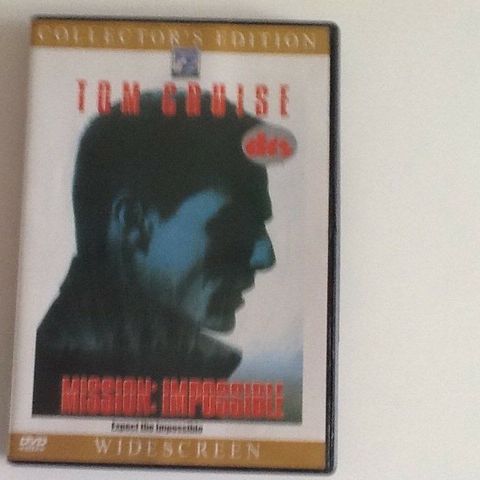 COLLECTOR'S EDITION
TOM CRUISE
dts
MISSION: IMPOSSIBLE
Expect the Impossible
DVD
WIDESCREEN